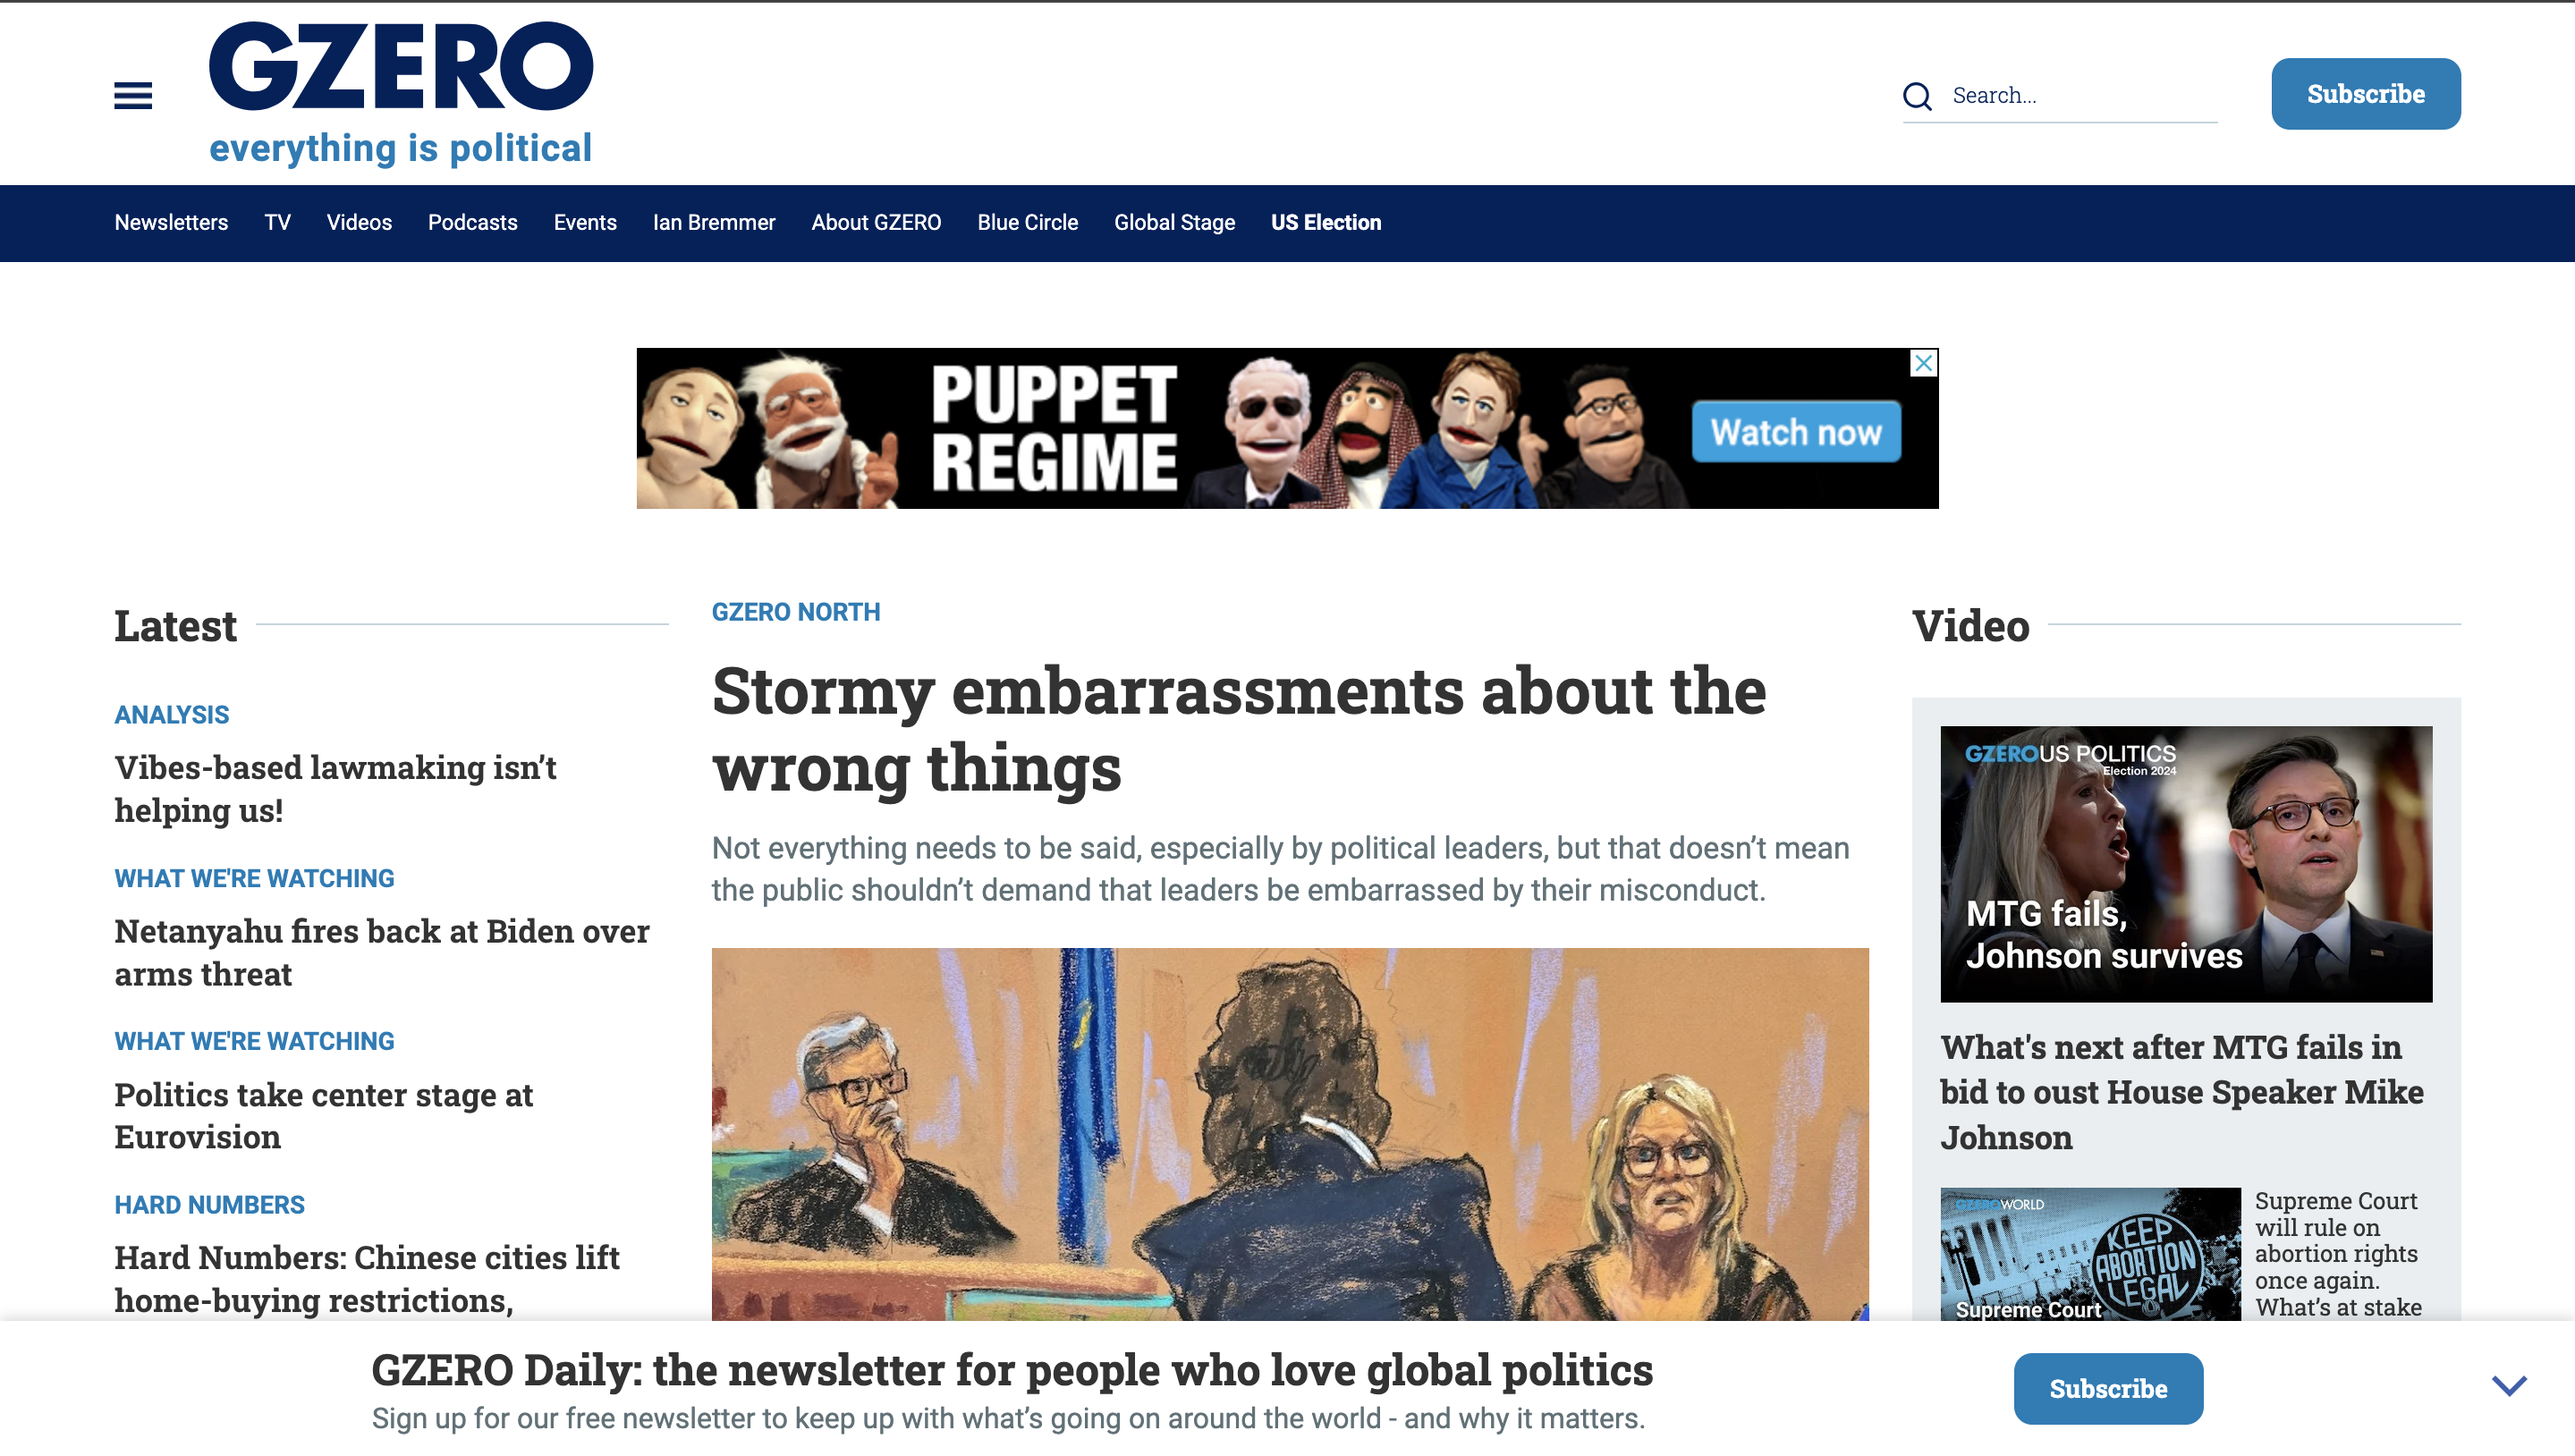 GZERO
everything is political
Search...
Subscribe
Newsletters
TV
Videos
Podcasts
Events
Ian Bremmer
About GZERO
Blue Circle
Global Stage
US Election
PUPPET
REGIME
Watch now
Latest
ANALYSIS
Vibes-based lawmaking isn’t
helping us!
WHAT WE'RE WATCHING
Netanyahu fires back at Biden over
arms threat
WHAT WE'RE WATCHING
Politics take center stage at
Eurovision
HARD NUMBERS
Hard Numbers: Chinese cities lift
home-buying restrictions,
GZERO NORTH
Stormy embarrassments about the
wrong things
Not everything needs to be said, especially by political leaders, but that doesn’t mean
the public shouldn’t demand that leaders be embarrassed by their misconduct.
Video
GZERO US POLITICS
Election 2024
MTG fails,
Johnson survives
What's next after MTG fails in
bid to oust House Speaker Mike
Johnson
GZERO WORLD
KEEP
ABORTION
LEGAL
Supreme Court
Supreme Court
will rule on
abortion rights
once again.
What’s at stake
GZERO Daily: the newsletter for people who love global politics
Sign up for our free newsletter to keep up with what’s going on around the world - and why it matters.
Subscribe